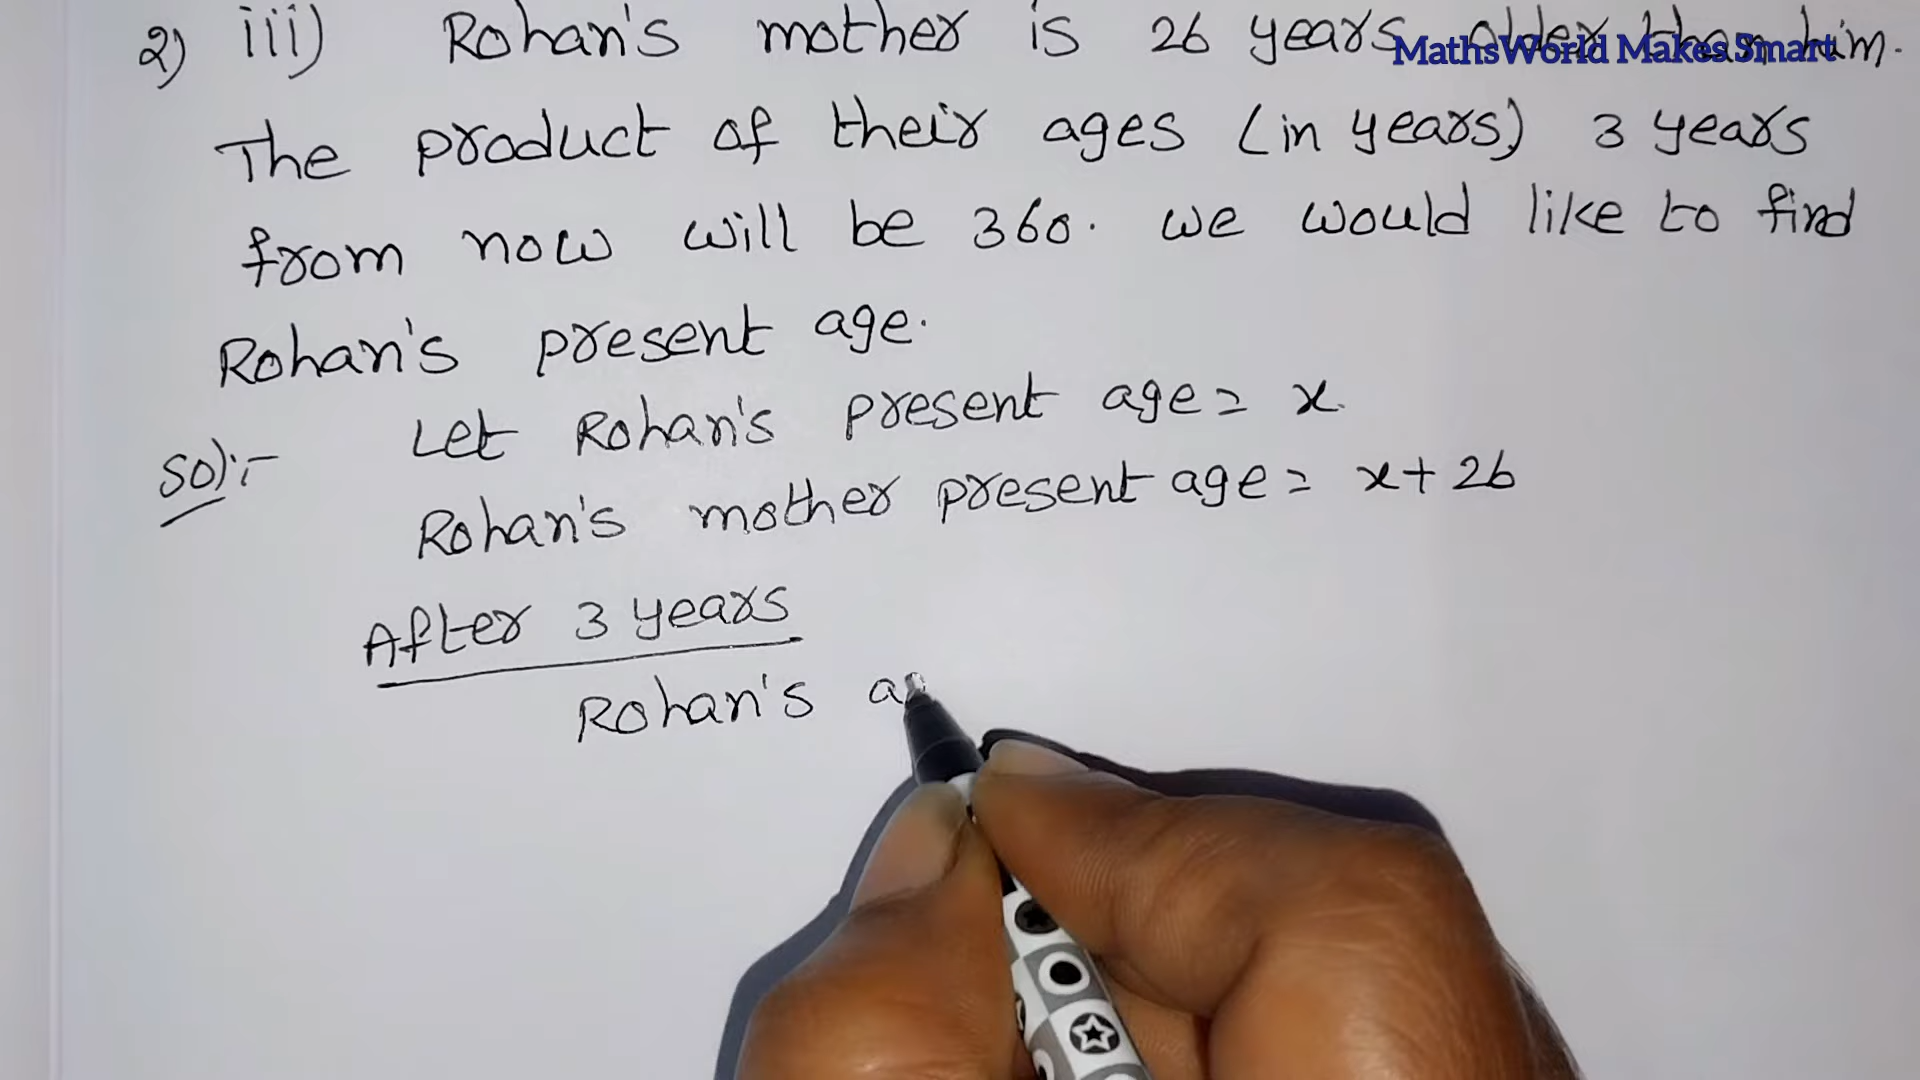 2) iii) Rohan's mother is 26 years older than him.
MathsWorld Makes Smart
The product of their ages (in years) 3 years
from now will be 360. we would like to find
Rohan's present age.
Sol:- Let Rohan's present age = x.
Rohan's mother present age = x + 26
After 3 years
Rohan's